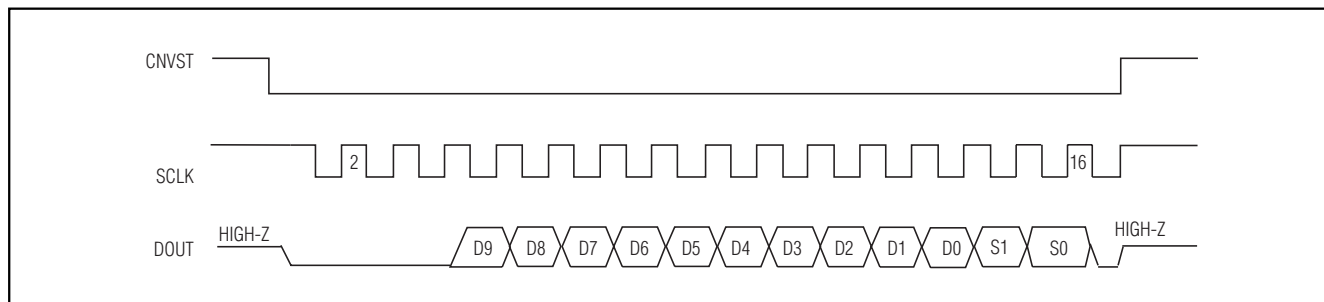 CNVST
2
16
SCLK
HIGH-Z
HIGH-Z
DOUT
D9 D8 D7 D6 D5 D4 D3 D2 D1 D0 S1 S0